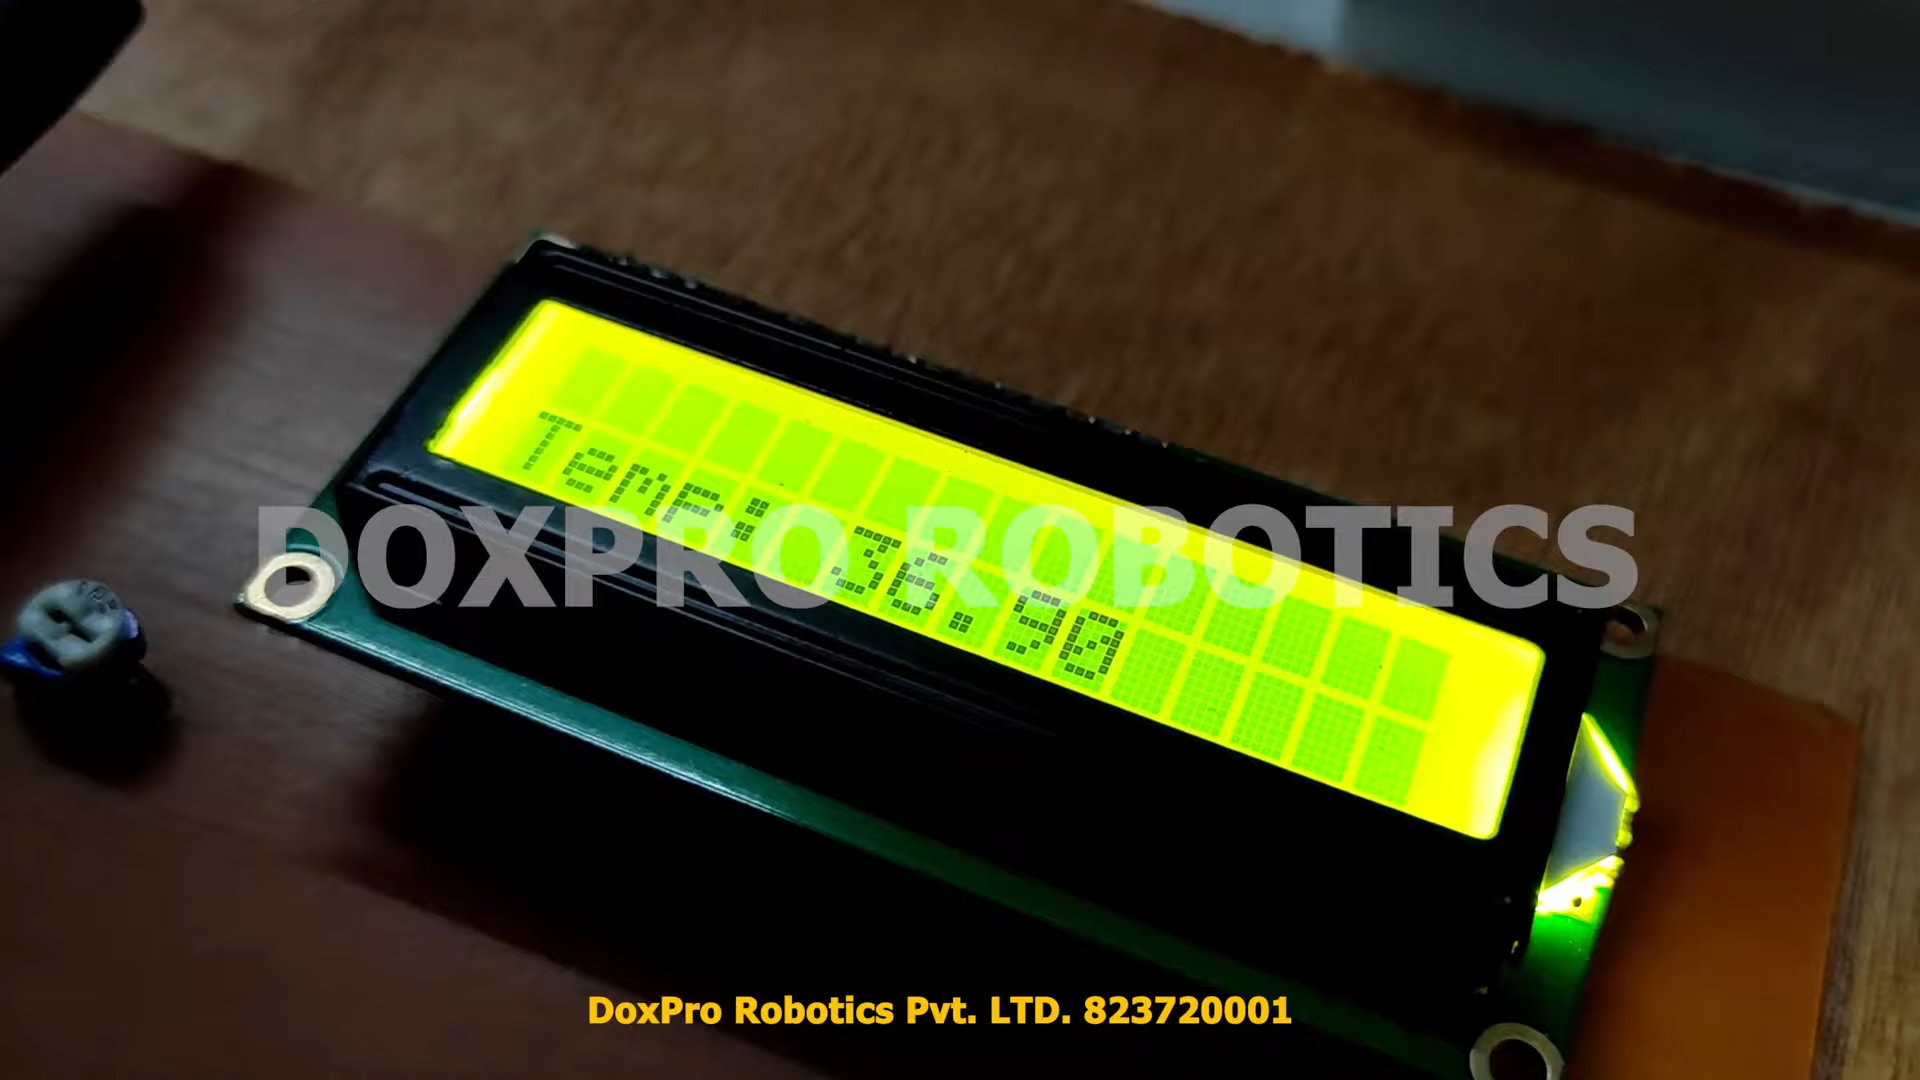 Temp: 36.90
DOXPRO ROBOTICS
DoxPro Robotics Pvt. LTD. 823720001